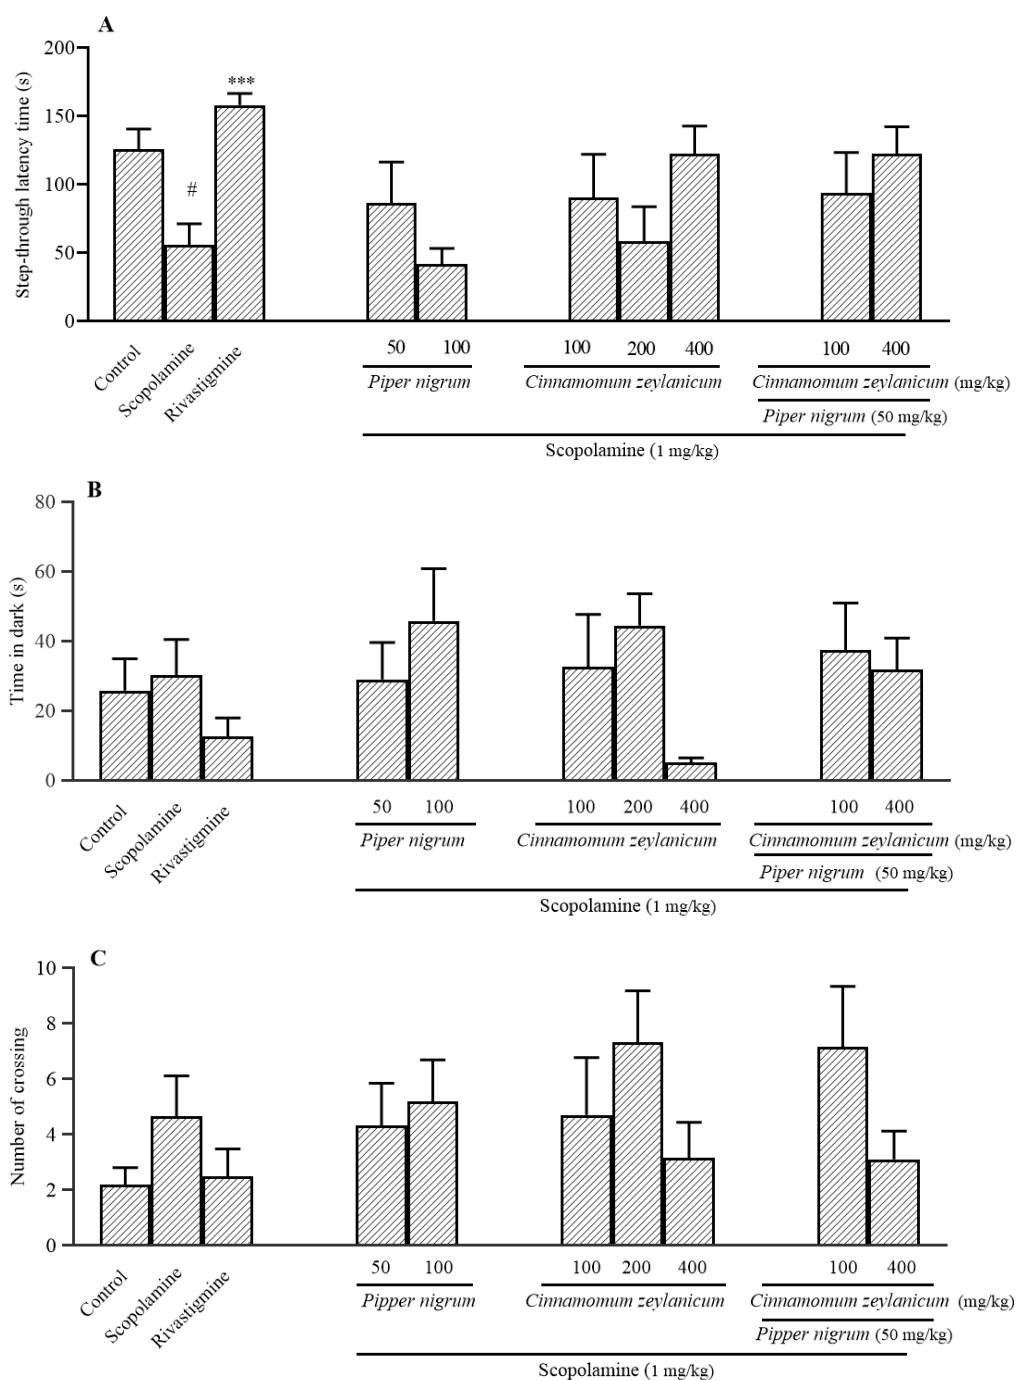 A
Step-through latency time (s)
200
150
100
50
0
***
#
Control
Scopolamine
Rivastigmine
50 100 100 200 400 100 400
Piper nigrum Cinnamomum zeylanicum Cinnamomum zeylanicum (mg/kg)
Piper nigrum (50 mg/kg)
Scopolamine (1 mg/kg)
B
Time in dark (s)
80
60
40
20
0
Control
Scopolamine
Rivastigmine
50 100 100 200 400 100 400
Piper nigrum Cinnamomum zeylanicum Cinnamomum zeylanicum (mg/kg)
Piper nigrum (50 mg/kg)
Scopolamine (1 mg/kg)
C
Number of crossing
10
8
6
4
2
0
Control
Scopolamine
Rivastigmine
50 100 100 200 400 100 400
Pipper nigrum Cinnamomum zeylanicum Cinnamomum zeylanicum (mg/kg)
Pipper nigrum (50 mg/kg)
Scopolamine (1 mg/kg)